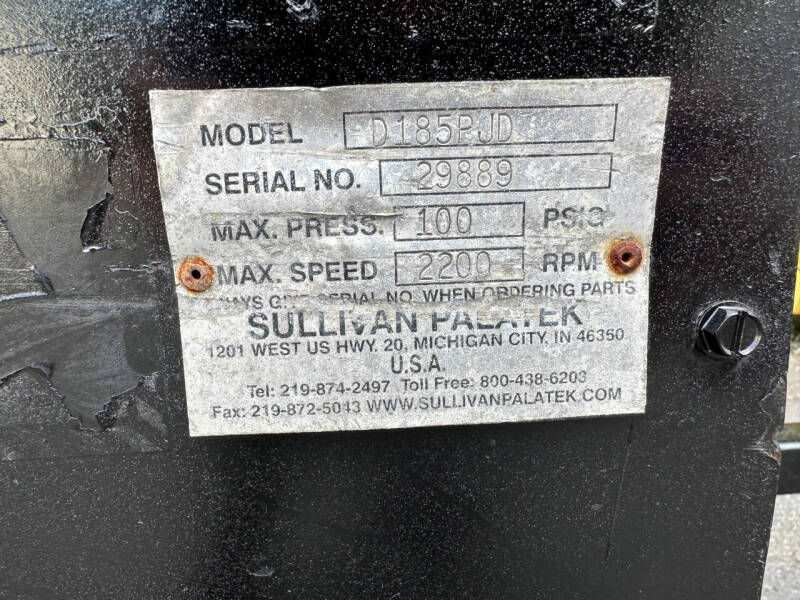 MODEL D185PJD
SERIAL NO. 29889
MAX. PRESS. 100 PSIG
MAX. SPEED 2200 RPM
SERIAL NO. WHEN ORDERING PARTS
SULLIVAN PALATEK
1201 WEST US HWY. 20, MICHIGAN CITY, IN 46360
U.S.A.
Tel: 219-874-2497 Toll Free: 800-438-6203
Fax: 219-872-5043 WWW.SULLIVANPALATEK.COM